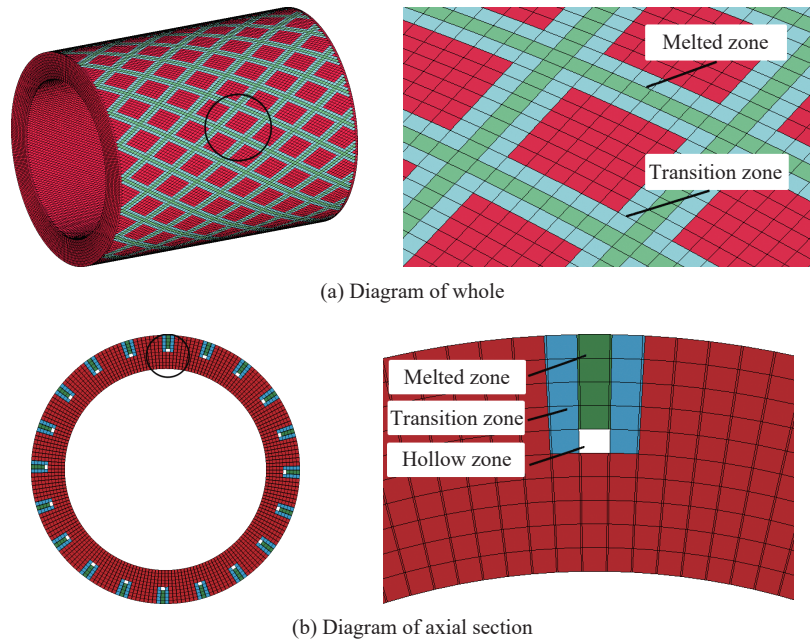 Melted zone
Transition zone
(a) Diagram of whole
Melted zone
Transition zone
Hollow zone
(b) Diagram of axial section